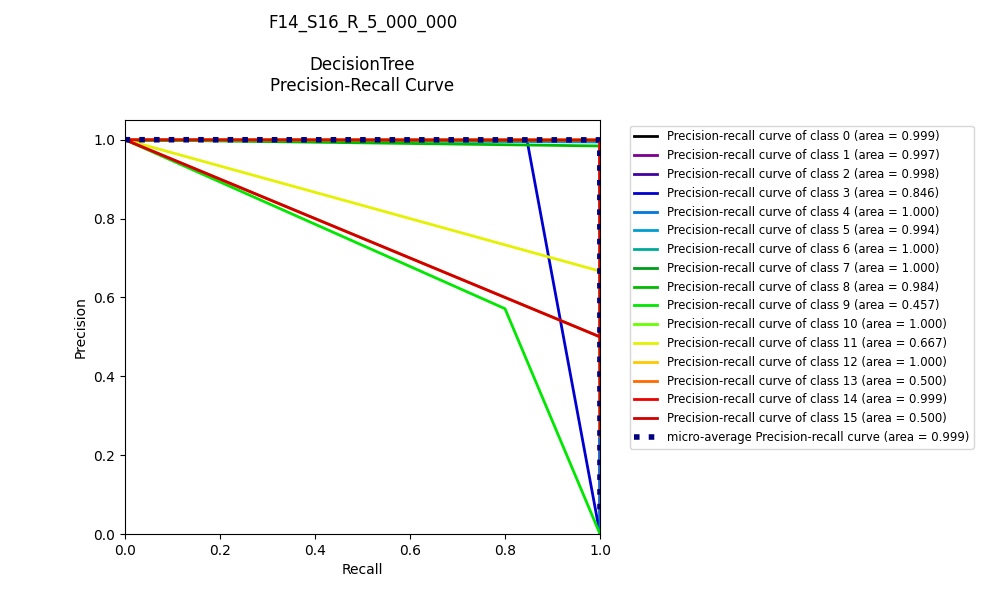 F14_S16_R_5_000_000
DecisionTree
Precision-Recall Curve
Precision
1.0
0.8
0.6
0.4
0.2
0.0
0.0 0.2 0.4 0.6 0.8 1.0
Recall
Precision-recall curve of class 0 (area = 0.999)
Precision-recall curve of class 1 (area = 0.997)
Precision-recall curve of class 2 (area = 0.998)
Precision-recall curve of class 3 (area = 0.846)
Precision-recall curve of class 4 (area = 1.000)
Precision-recall curve of class 5 (area = 0.994)
Precision-recall curve of class 6 (area = 1.000)
Precision-recall curve of class 7 (area = 1.000)
Precision-recall curve of class 8 (area = 0.984)
Precision-recall curve of class 9 (area = 0.457)
Precision-recall curve of class 10 (area = 1.000)
Precision-recall curve of class 11 (area = 0.667)
Precision-recall curve of class 12 (area = 1.000)
Precision-recall curve of class 13 (area = 0.500)
Precision-recall curve of class 14 (area = 0.999)
Precision-recall curve of class 15 (area = 0.500)
micro-average Precision-recall curve (area = 0.999)